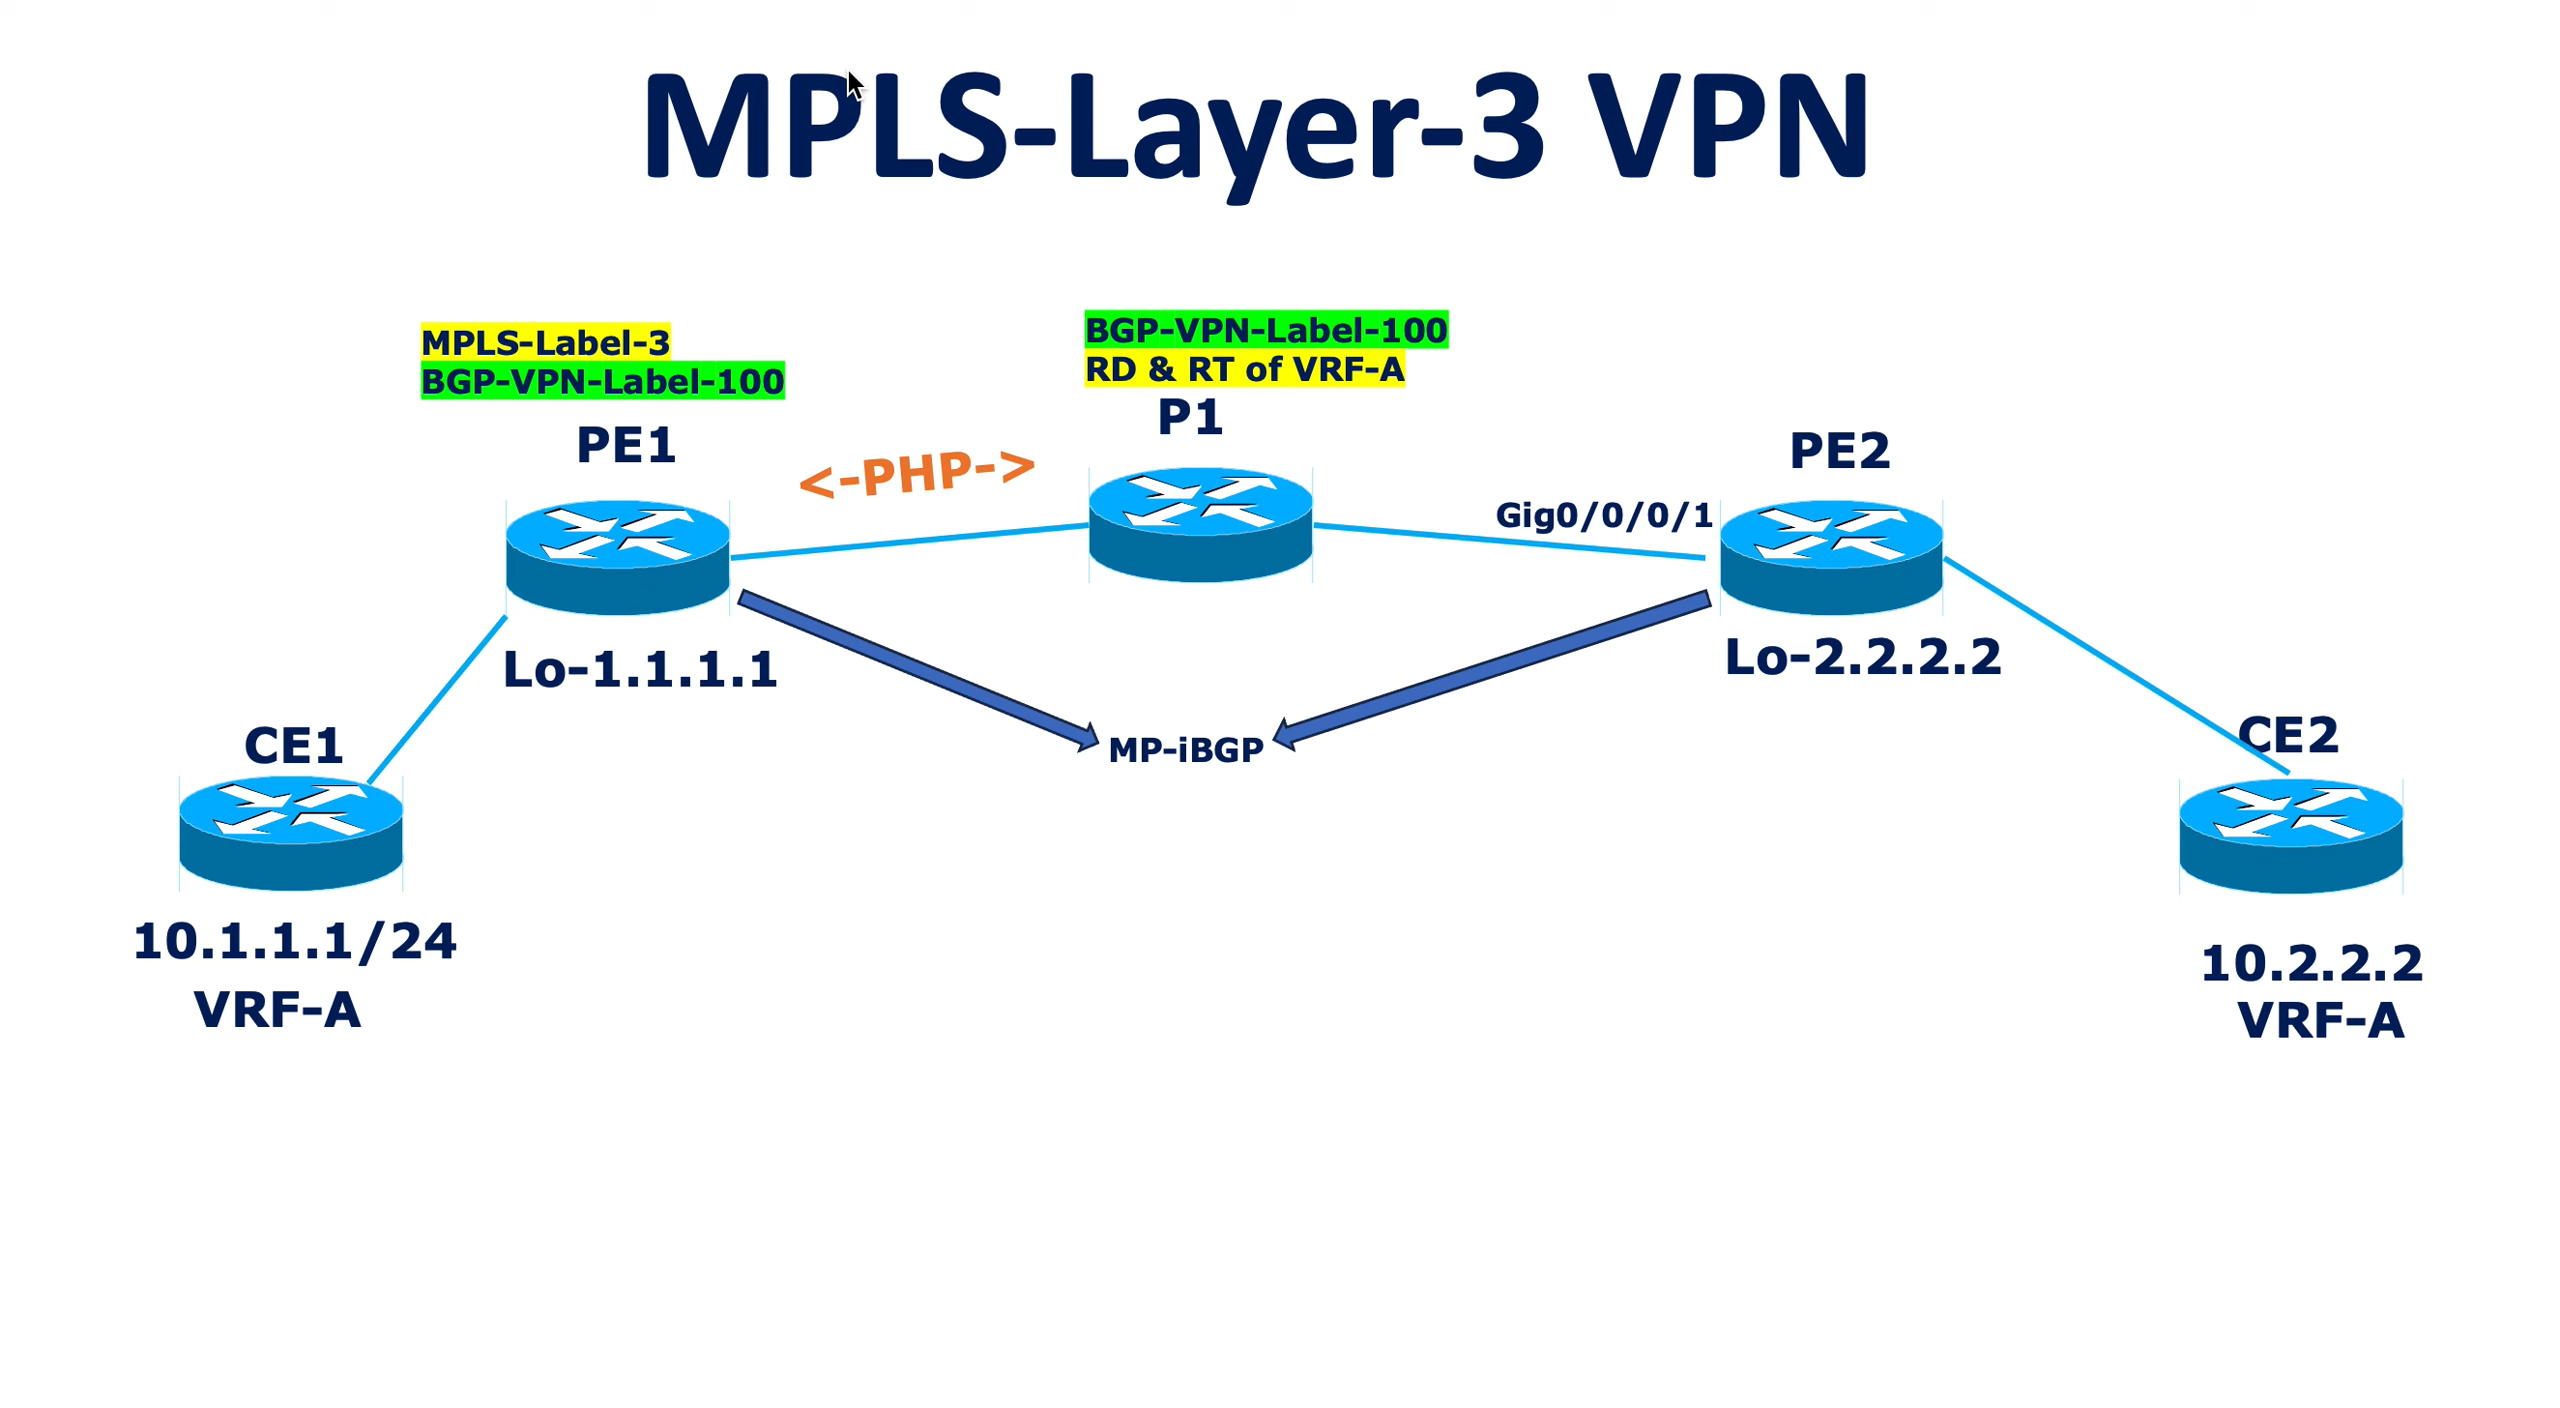 MPLS-Layer-3 VPN
MPLS-Label-3
BGP-VPN-Label-100
BGP-VPN-Label-100
RD & RT of VRF-A
PE1
<-PHP->
P1
PE2
Gig0/0/0/1
Lo-1.1.1.1
Lo-2.2.2.2
MP-iBGP
CE1
CE2
10.1.1.1/24
VRF-A
10.2.2.2
VRF-A